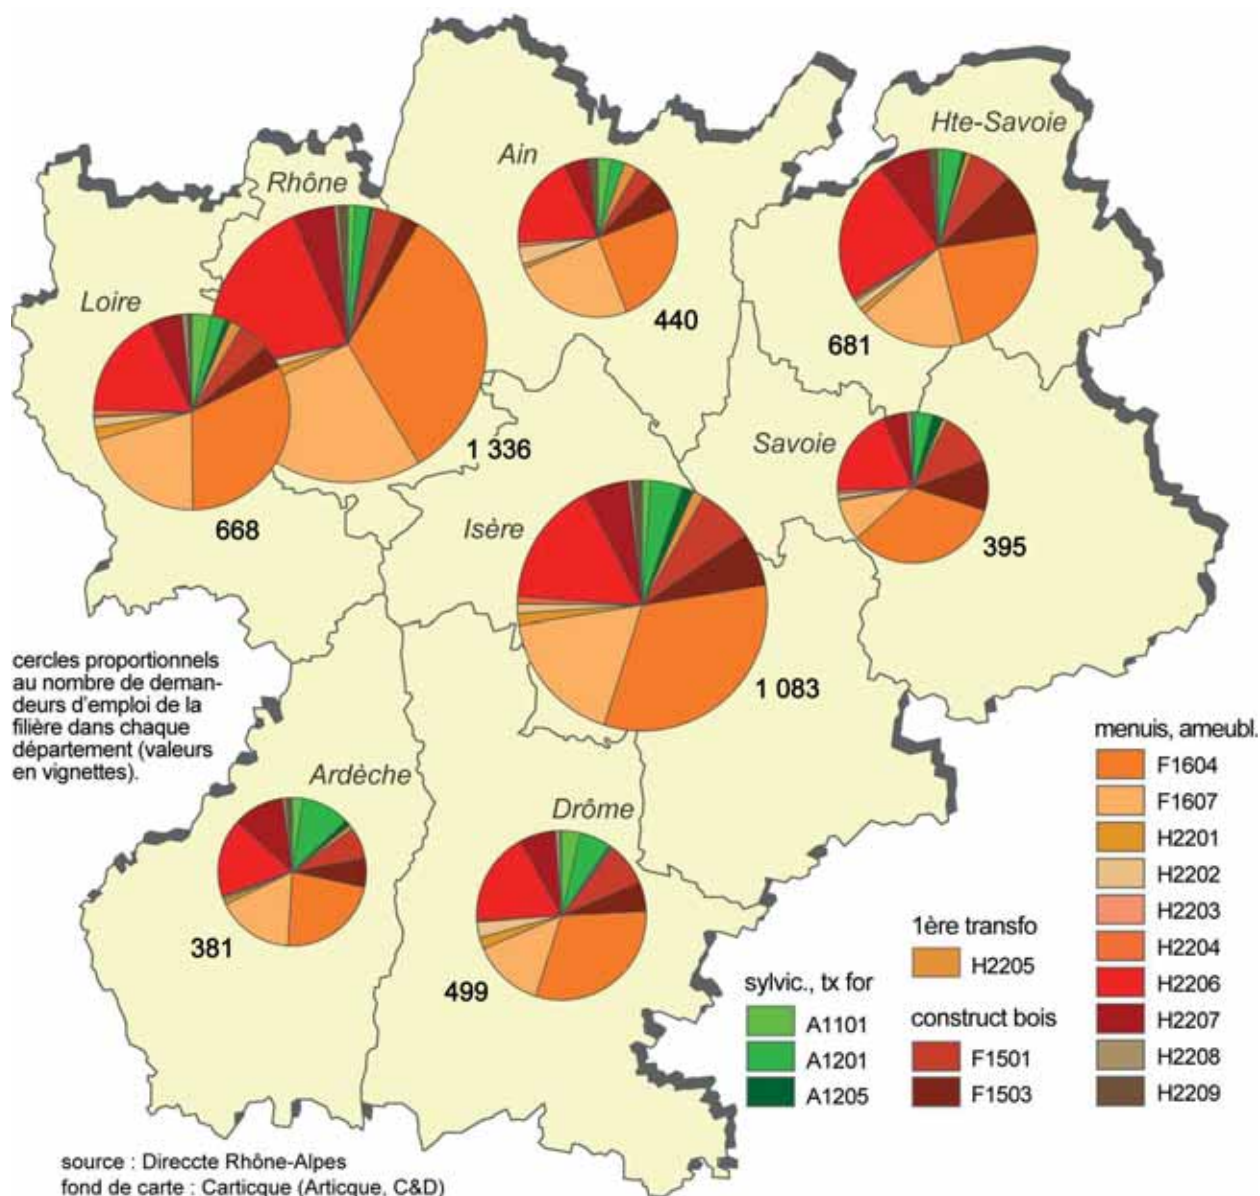 Hte-Savoie
Ain
Rhône
Loire
440
681
1 336
Savoie
668
Isère
395
cercles proportionnels
au nombre de deman-
deurs d'emploi de la
filière dans chaque
département (valeurs
en vignettes).
1 083
Ardèche
Drôme
381
499
sylvic., tx for
A1101
A1201
A1205
1ère transfo
H2205
construct bois
F1501
F1503
menuis, ameubl.
F1604
F1607
H2201
H2202
H2203
H2204
H2206
H2207
H2208
H2209
source : Direccte Rhône-Alpes
fond de carte : Carticque (Articque, C&D)